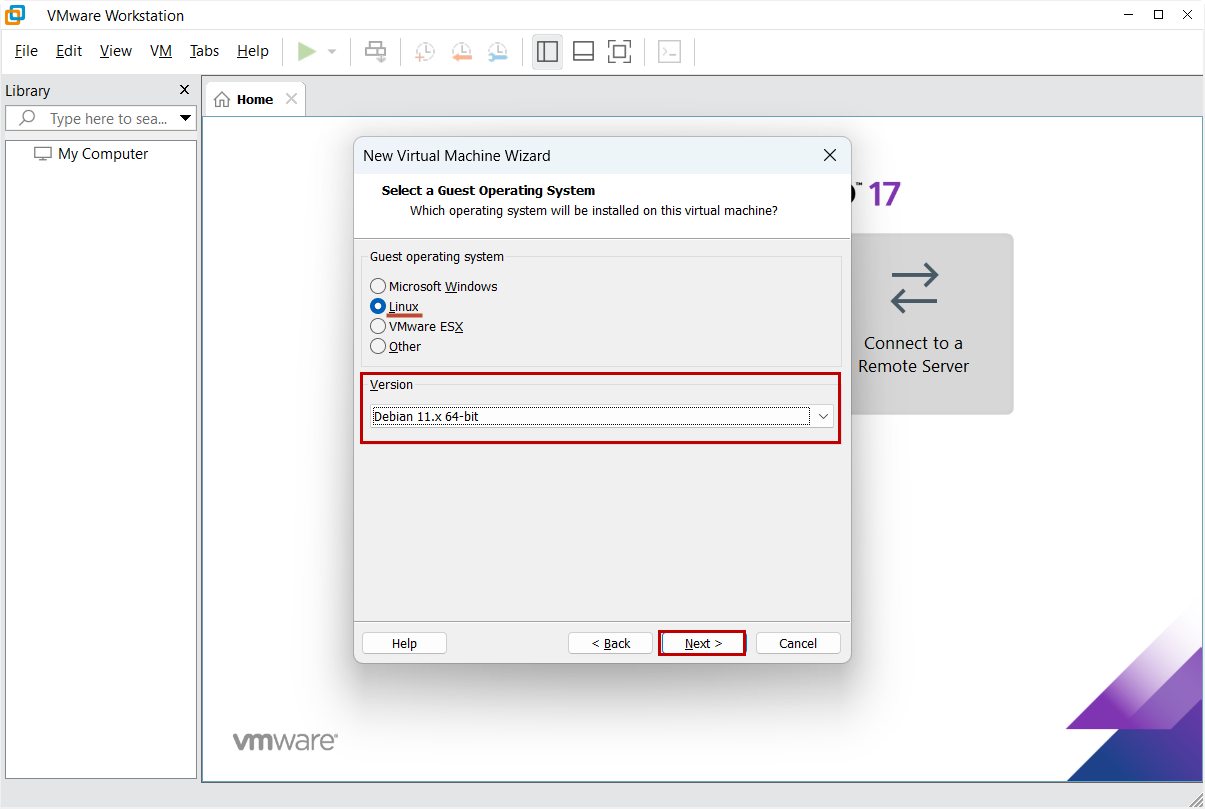 VMware Workstation
File Edit View VM Tabs Help
Library
Type here to sea...
My Computer
Home
™ 17
New Virtual Machine Wizard
Select a Guest Operating System
Which operating system will be installed on this virtual machine?
Guest operating system
Microsoft Windows
Linux
VMware ESX
Other
Version
Debian 11.x 64-bit
Connect to a
Remote Server
Help
< Back
Next >
Cancel
vmware®